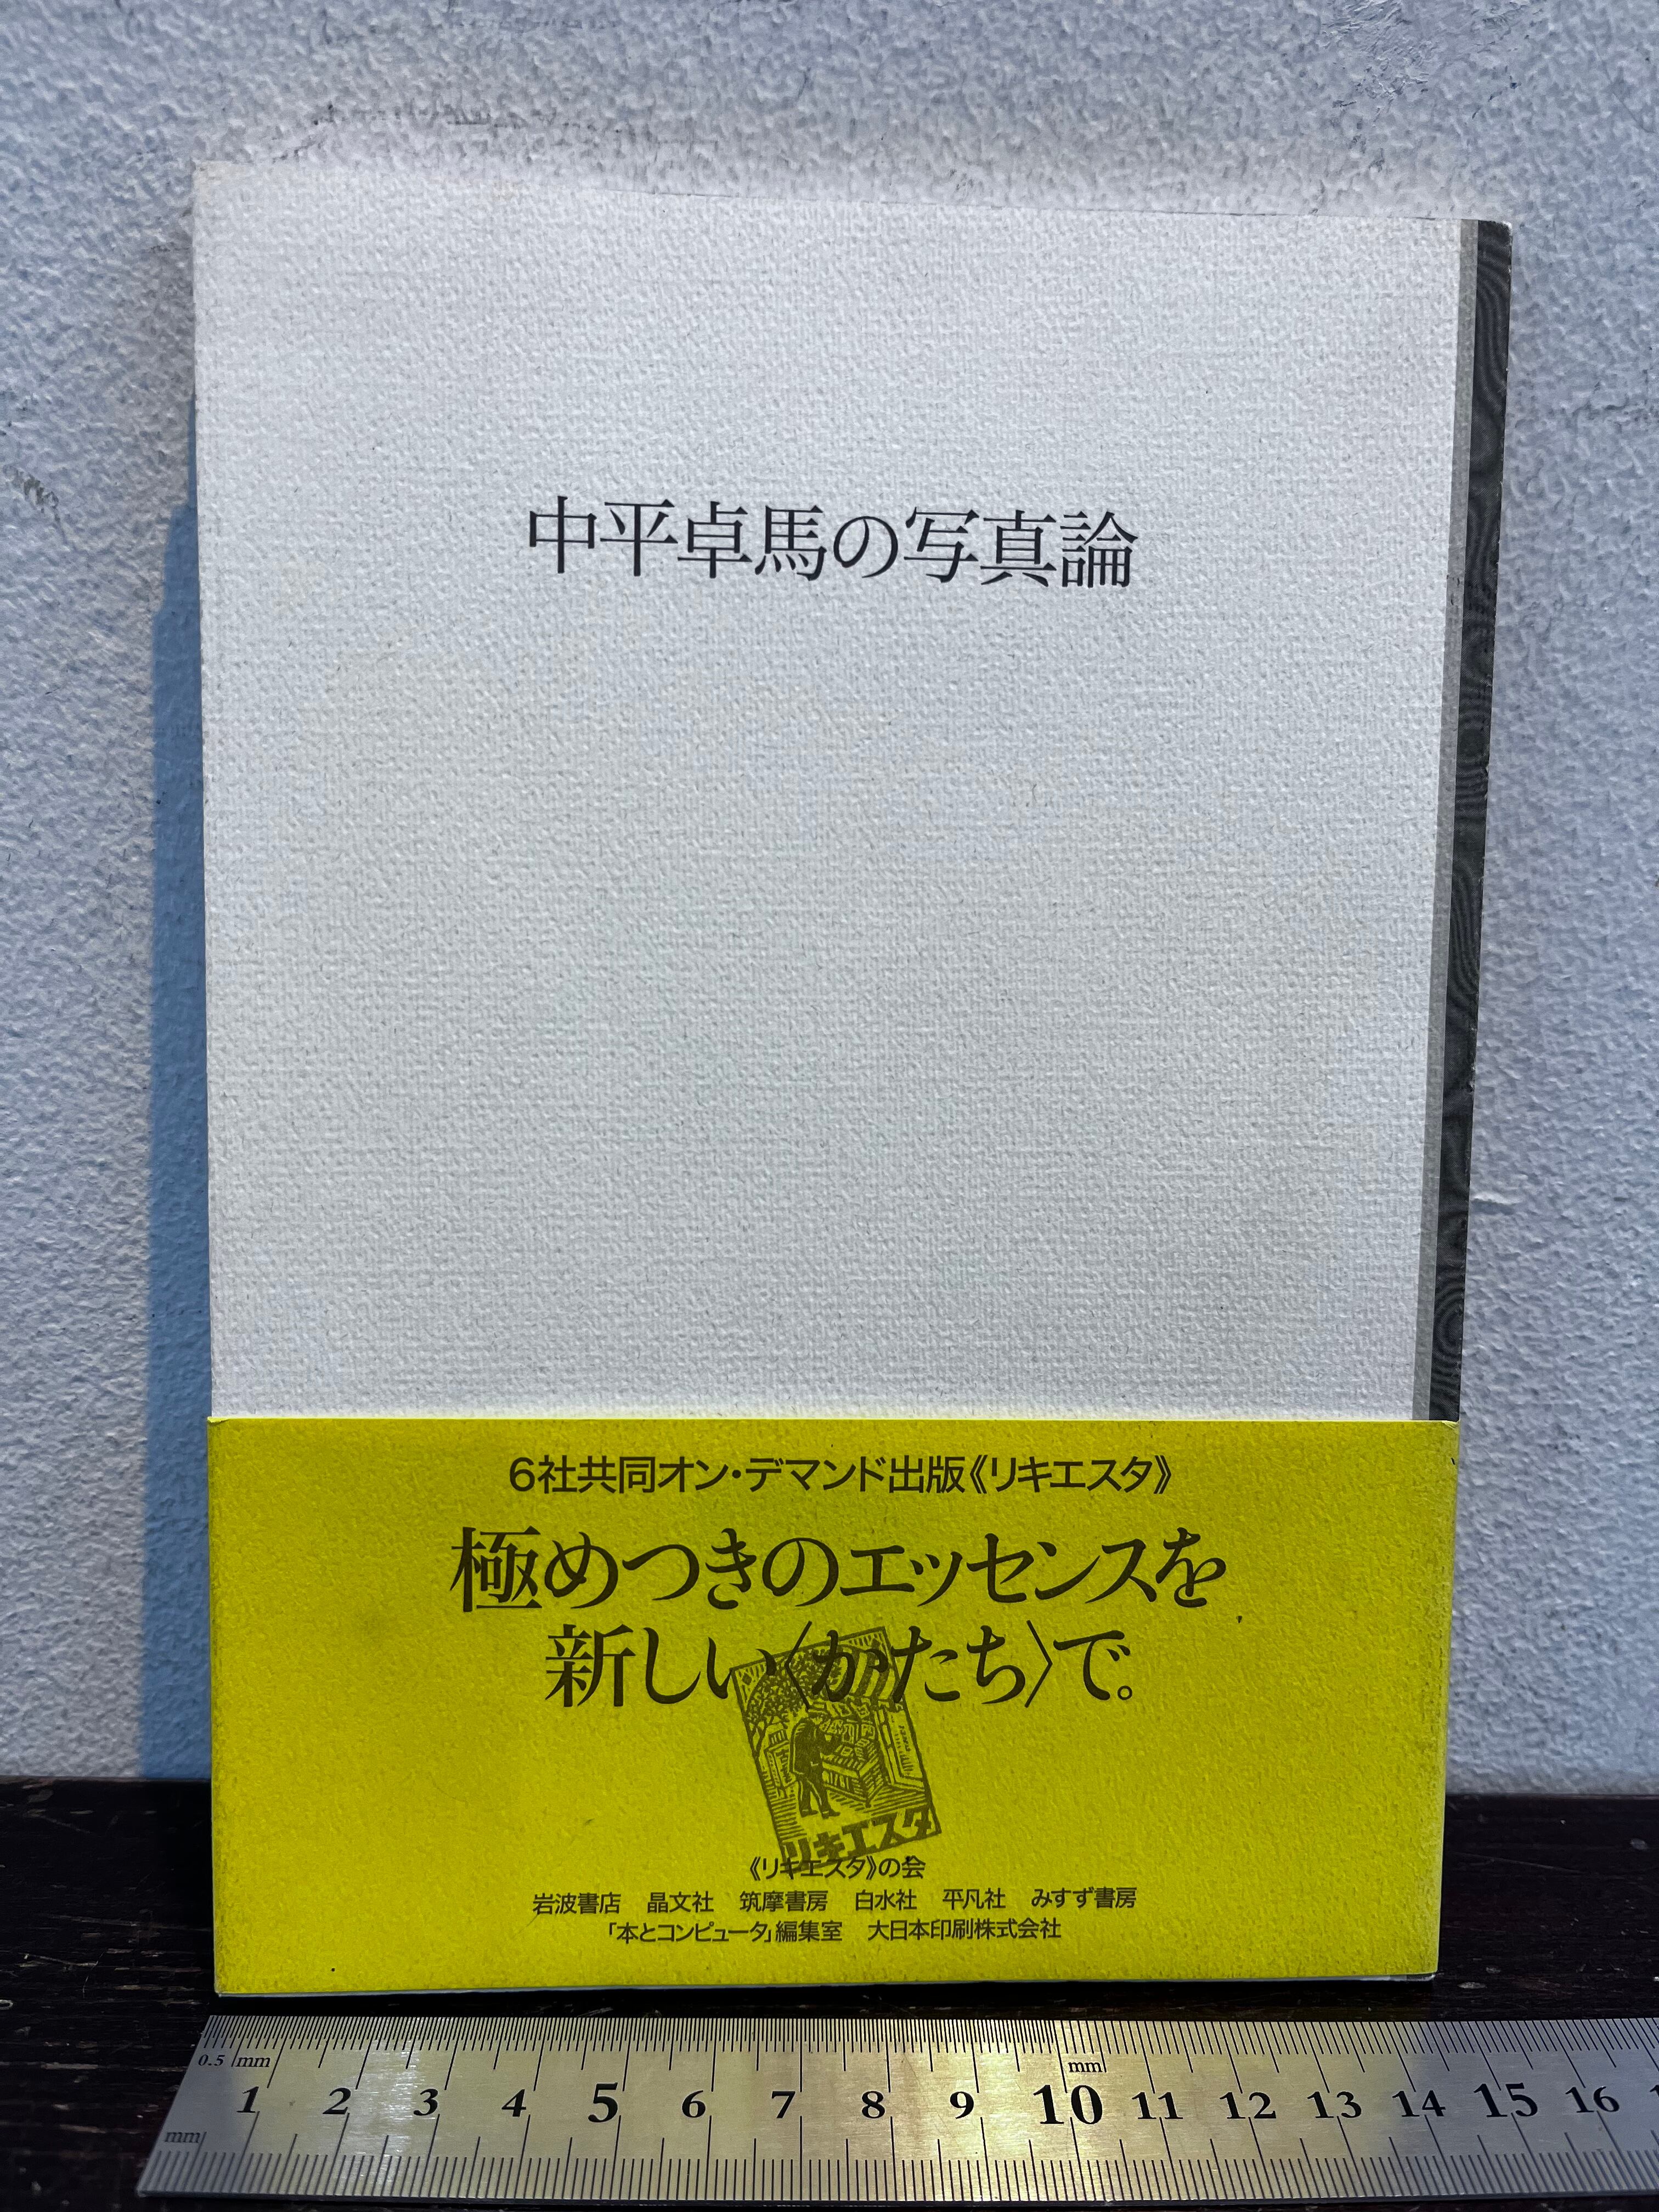 中平卓馬の写真論
6社共同オン・デマンド出版《リキエスタ》
極めつきのエッセンスを
新しい〈かたち〉で。
リキエスタ
《リキエスタ》の会
岩波書店 晶文社 筑摩書房 白水社 平凡社 みすず書房
「本とコンピュータ」編集室 大日本印刷株式会社
0.5 mm mm
1 2 3 4 5 6 7 8 9 10 11 12 13 14 15 16
mm